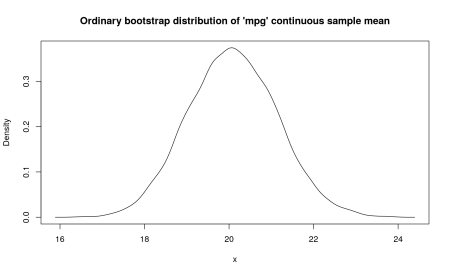 Ordinary bootstrap distribution of 'mpg' continuous sample mean
Density
0.3
0.2
0.1
0.0
16 18 20 22 24
x